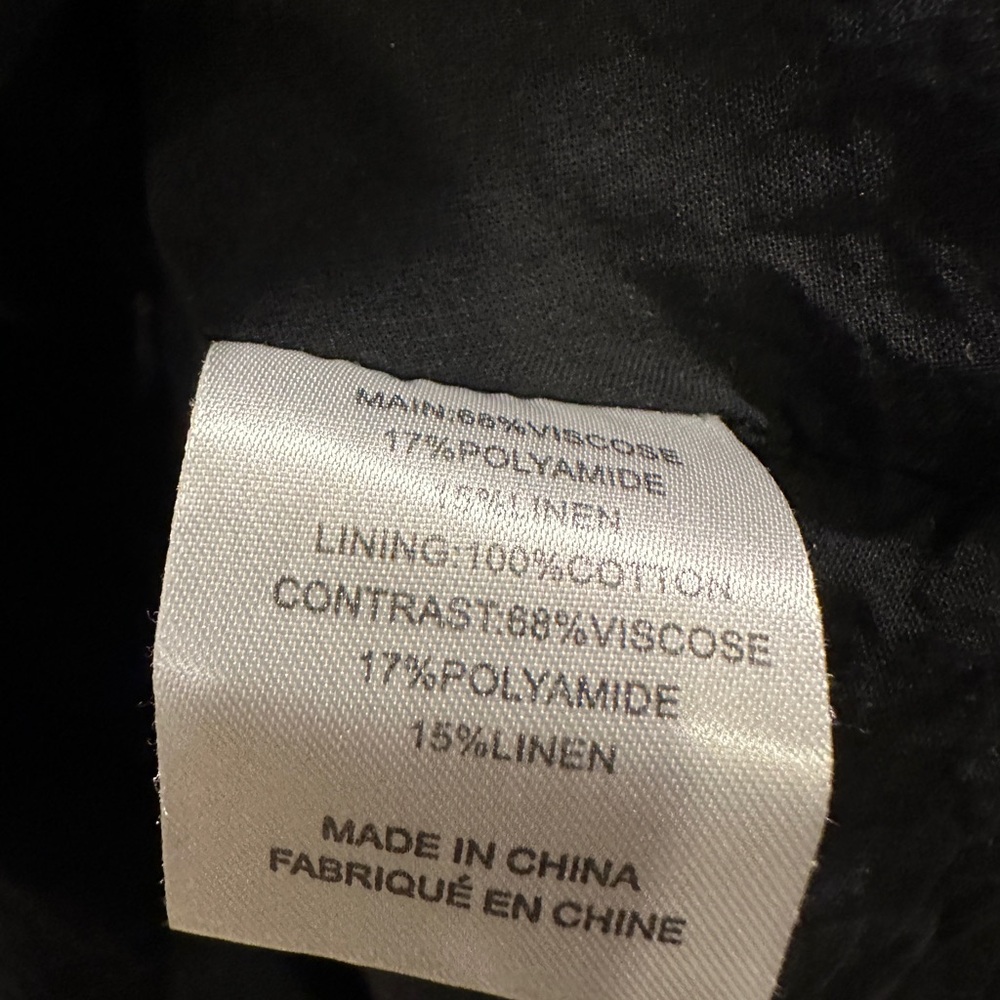 MAIN:68%VISCOSE
17%POLYAMIDE
15%LINEN
LINING:100%COTTON
CONTRAST:68%VISCOSE
17%POLYAMIDE
15%LINEN
MADE IN CHINA
FABRIQUÉ EN CHINE